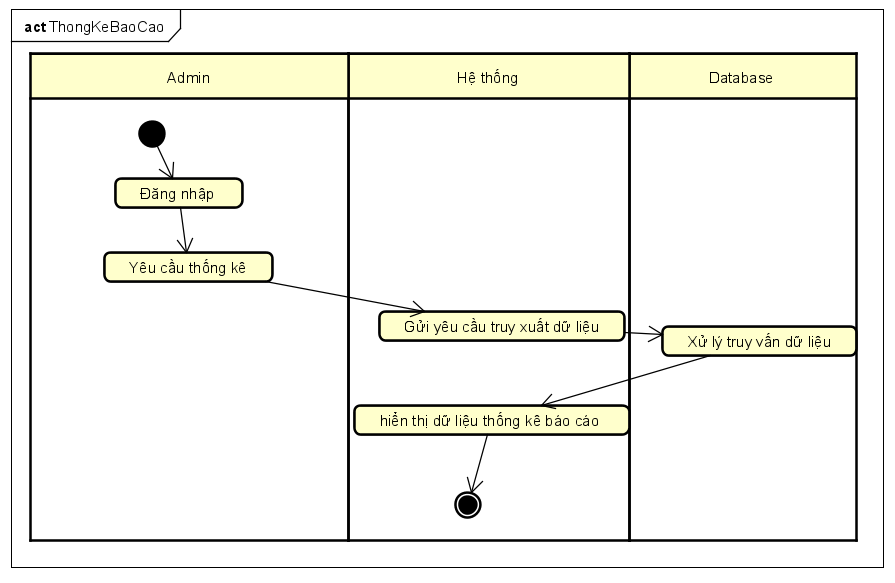 act ThongKeBaoCao
Admin
Hệ thống
Database
Đăng nhập
Yêu cầu thống kê
Gửi yêu cầu truy xuất dữ liệu
Xử lý truy vấn dữ liệu
hiển thị dữ liệu thống kê báo cáo